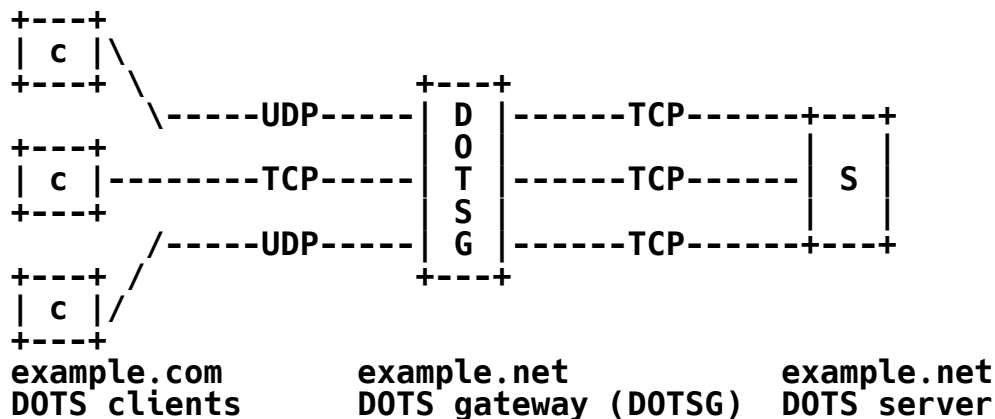 +---+
| c |\
+---+ \              +---+
       \-----UDP-----| D |------TCP------+---+
+---+                | O |               |   |
| c |--------TCP-----| T |------TCP------| S |
+---+                | S |               |   |
       /-----UDP-----| G |------TCP------+---+
+---+ /              +---+
| c |/
+---+
example.com       example.net           example.net
DOTS clients      DOTS gateway (DOTSG)  DOTS server